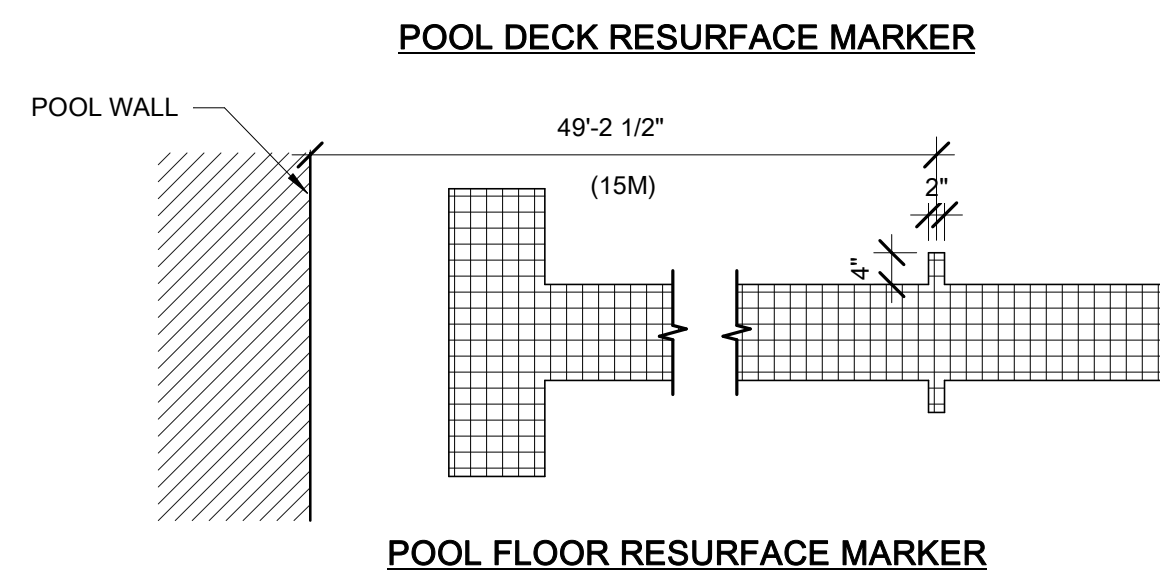 POOL DECK RESURFACE MARKER
POOL WALL
49'-2 1/2"
(15M)
2"
4"
POOL FLOOR RESURFACE MARKER